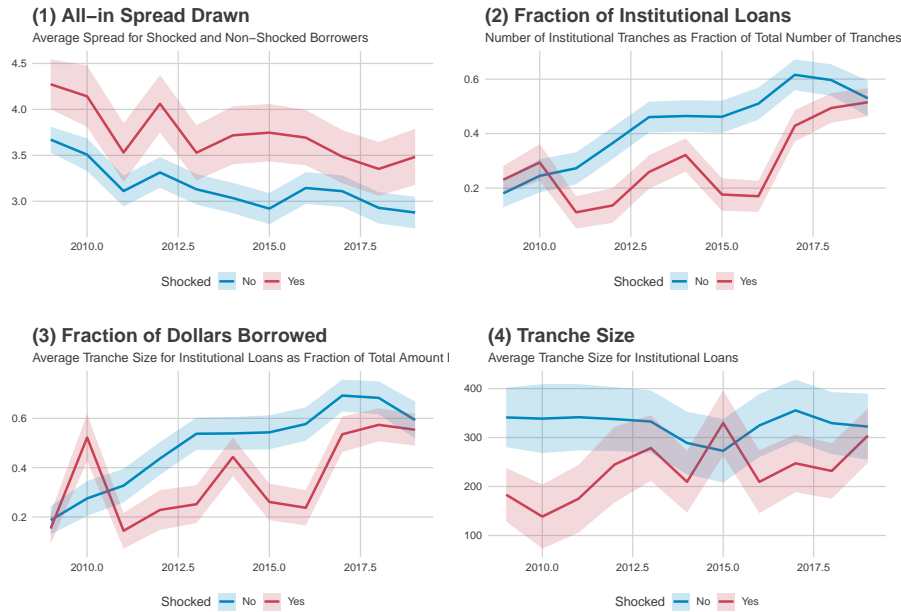 (1) All−in Spread Drawn
Average Spread for Shocked and Non−Shocked Borrowers
4.5
4.0
3.5
3.0
2010.0 2012.5 2015.0 2017.5
Shocked No Yes
(2) Fraction of Institutional Loans
Number of Institutional Tranches as Fraction of Total Number of Tranches
0.6
0.4
0.2
2010.0 2012.5 2015.0 2017.5
Shocked No Yes
(3) Fraction of Dollars Borrowed
Average Tranche Size for Institutional Loans as Fraction of Total Amount
0.6
0.4
0.2
2010.0 2012.5 2015.0 2017.5
Shocked No Yes
(4) Tranche Size
Average Tranche Size for Institutional Loans
400
300
200
100
2010.0 2012.5 2015.0 2017.5
Shocked No Yes